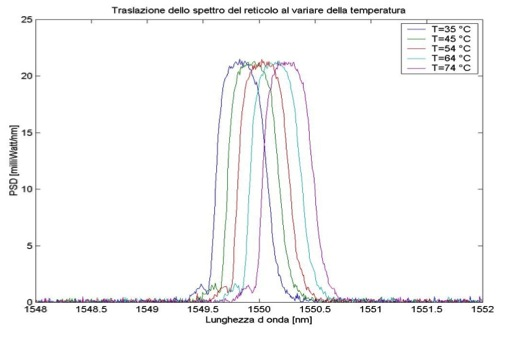 Traslazione dello spettro del reticolo al variare della temperatura
T=35 °C
T=45 °C
T=54 °C
T=64 °C
T=74 °C
PSD [milliWatt/nm]
25
20
15
10
5
0
1548 1548.5 1549 1549.5 1550 1550.5 1551 1551.5 1552
Lunghezza d onda [nm]